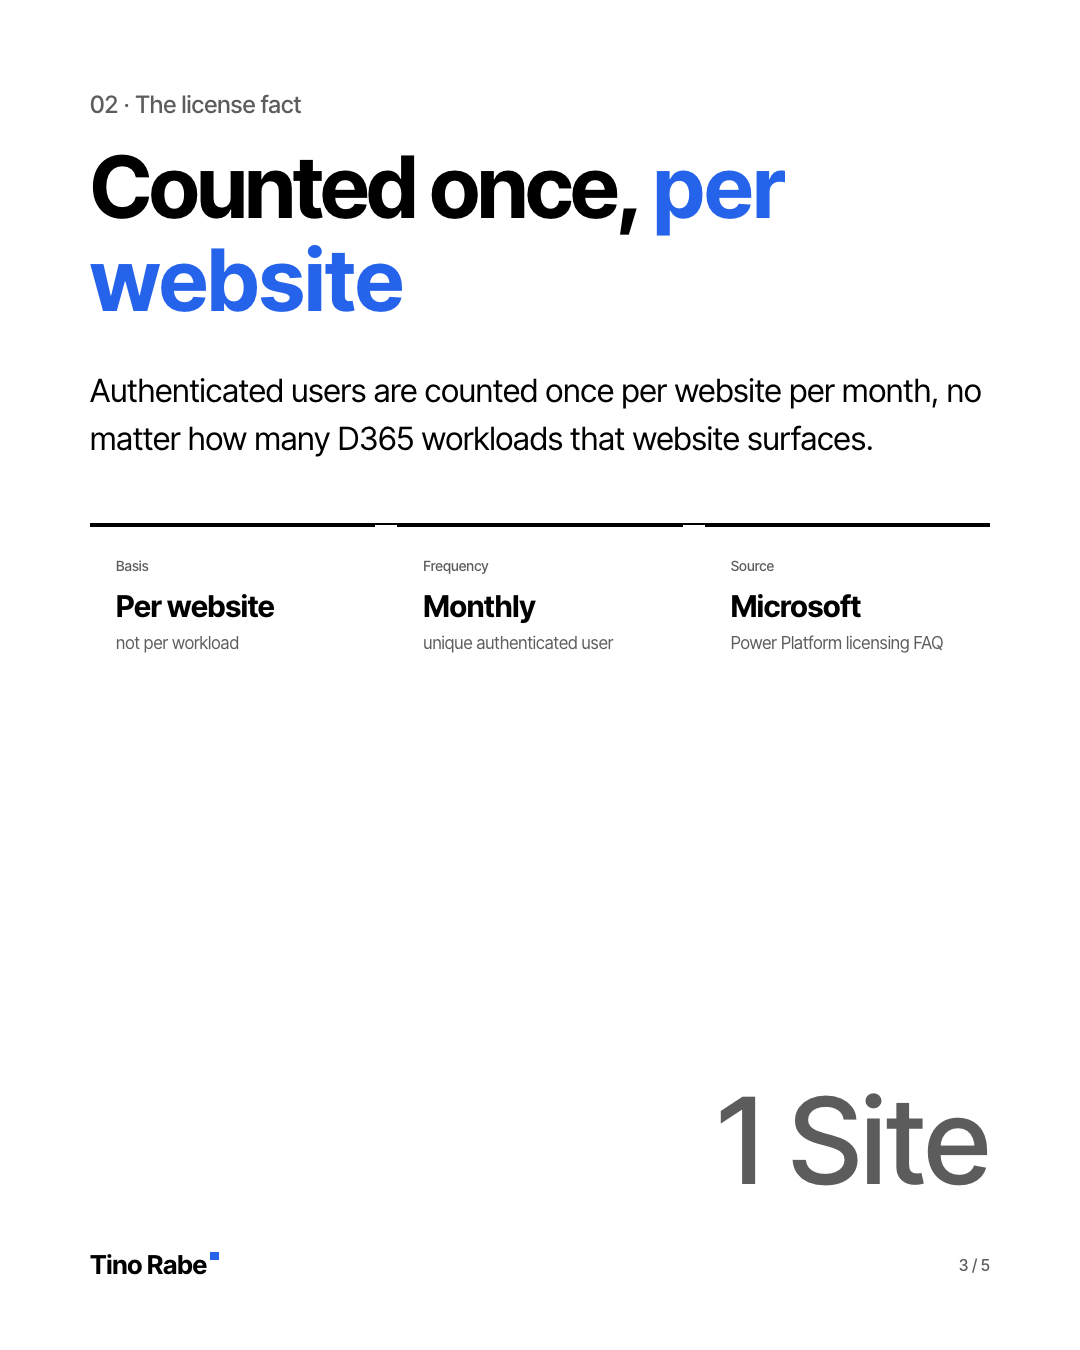 02 · The license fact
Counted once, per
website
Authenticated users are counted once per website per month, no
matter how many D365 workloads that website surfaces.
Basis
Per website
not per workload
Frequency
Monthly
unique authenticated user
Source
Microsoft
Power Platform licensing FAQ
1 Site
Tino Rabe
3 / 5